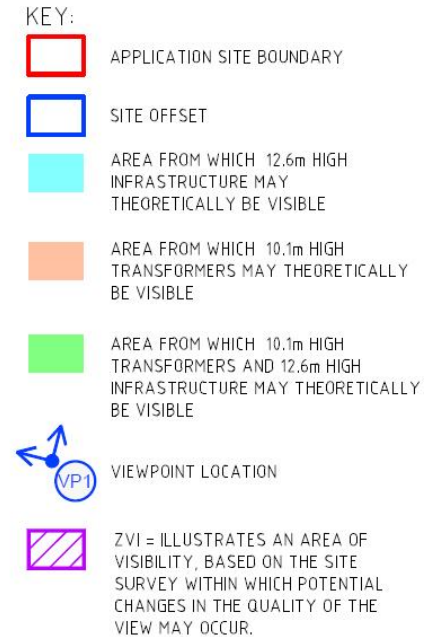 KEY:
APPLICATION SITE BOUNDARY
SITE OFFSET
AREA FROM WHICH 12.6m HIGH
INFRASTRUCTURE MAY
THEORETICALLY BE VISIBLE
AREA FROM WHICH 10.1m HIGH
TRANSFORMERS MAY THEORETICALLY
BE VISIBLE
AREA FROM WHICH 10.1m HIGH
TRANSFORMERS AND 12.6m HIGH
INFRASTRUCTURE MAY THEORETICALLY
BE VISIBLE
VP1
VIEWPOINT LOCATION
ZVI = ILLUSTRATES AN AREA OF
VISIBILITY, BASED ON THE SITE
SURVEY WITHIN WHICH POTENTIAL
CHANGES IN THE QUALITY OF THE
VIEW MAY OCCUR.